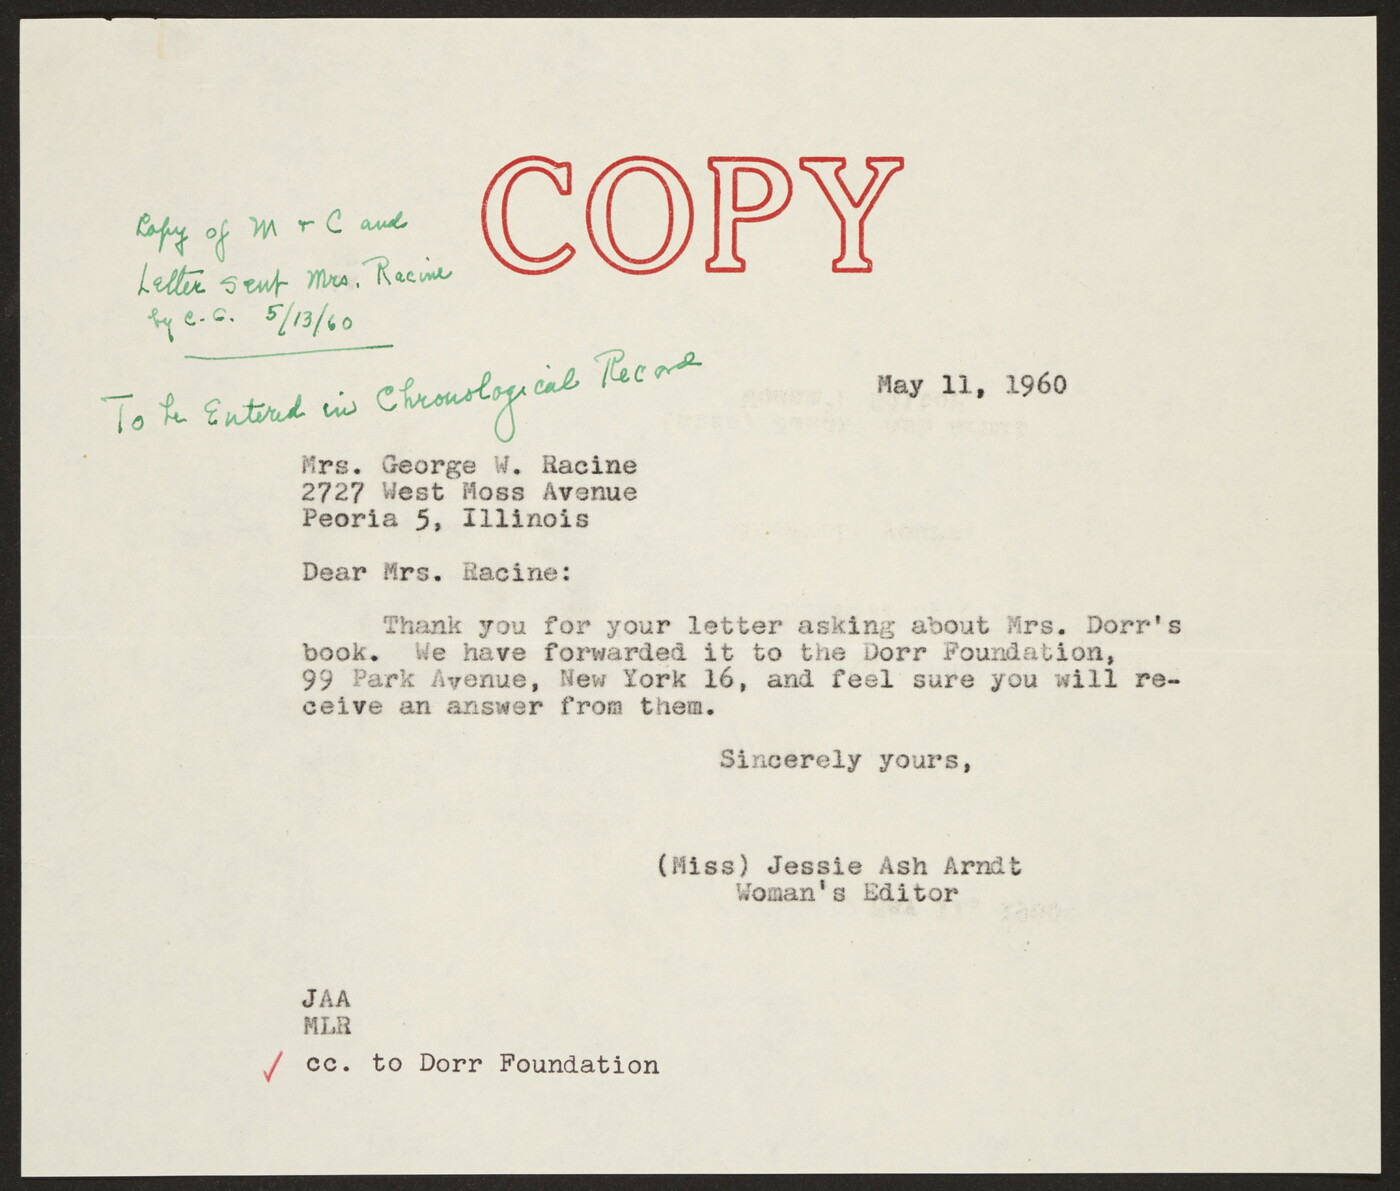 COPY
Copy of M + C and
Letter sent Mrs. Racine
by C. G. 5/13/60
To be Entered in Chronological Record
May 11, 1960
Mrs. George W. Racine
2727 West Moss Avenue
Peoria 5, Illinois
Dear Mrs. Racine:
Thank you for your letter asking about Mrs. Dorr's
book. We have forwarded it to the Dorr Foundation,
99 Park Avenue, New York 16, and feel sure you will re-
ceive an answer from them.
Sincerely yours,
(Miss) Jessie Ash Arndt
Woman's Editor
JAA
MLR
cc. to Dorr Foundation